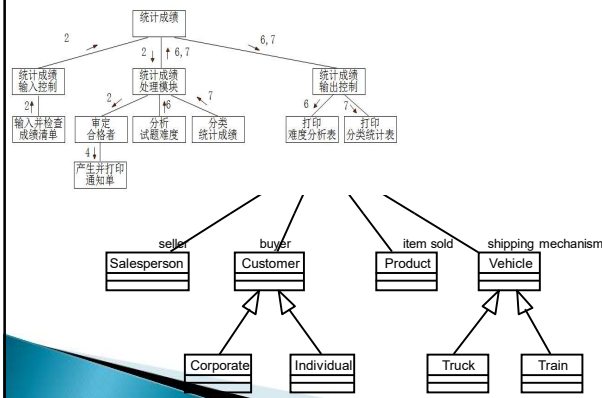 统计成绩
2
2
6,7
6,7
统计成绩
输入控制
统计成绩
处理模块
统计成绩
输出控制
2
2
6
7
6
7
输入并检查
成绩清单
审定
合格者
分析
试题难度
分类
统计成绩
打印
难度分析表
打印
分类统计表
4
产生并打印
通知单
seller
buyer
item sold
shipping mechanism
Salesperson
Customer
Product
Vehicle
Corporate
Individual
Truck
Train